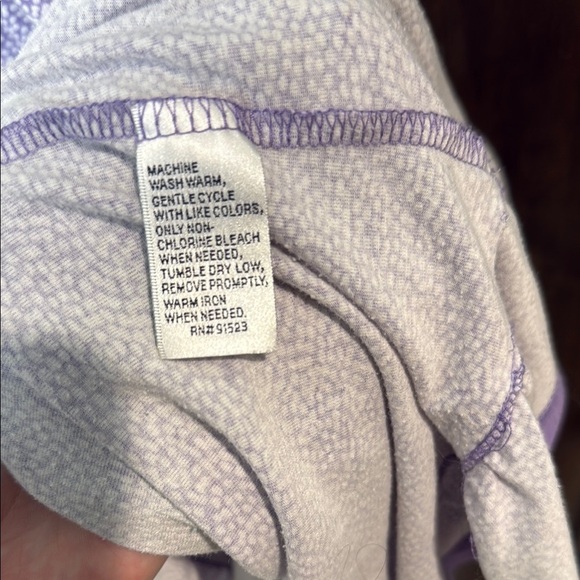 MACHINE
WASH WARM,
GENTLE CYCLE
WITH LIKE COLORS,
ONLY NON-
CHLORINE BLEACH
WHEN NEEDED,
TUMBLE DRY LOW,
REMOVE PROMPTLY,
WARM IRON
WHEN NEEDED.
RN# 91523